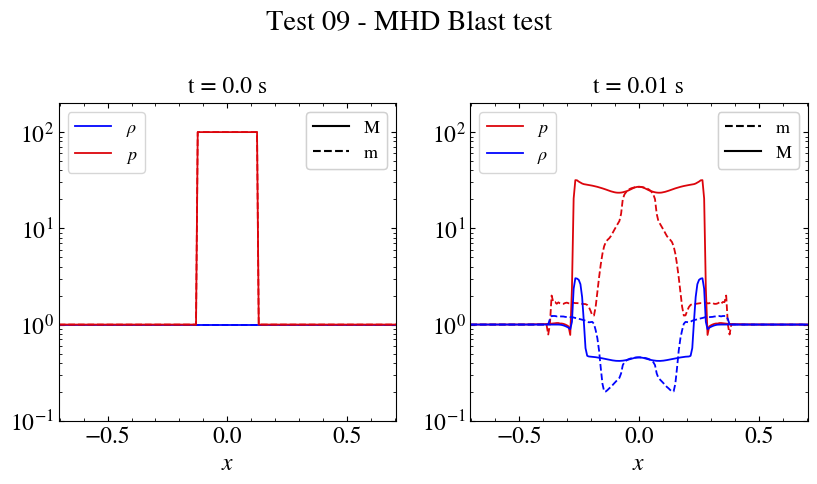 Test 09 - MHD Blast test
t = 0.0 s
ρ
p
M
m
10²
10¹
10⁰
10⁻¹
−0.5
0.0
0.5
x
t = 0.01 s
p
ρ
m
M
10²
10¹
10⁰
10⁻¹
−0.5
0.0
0.5
x